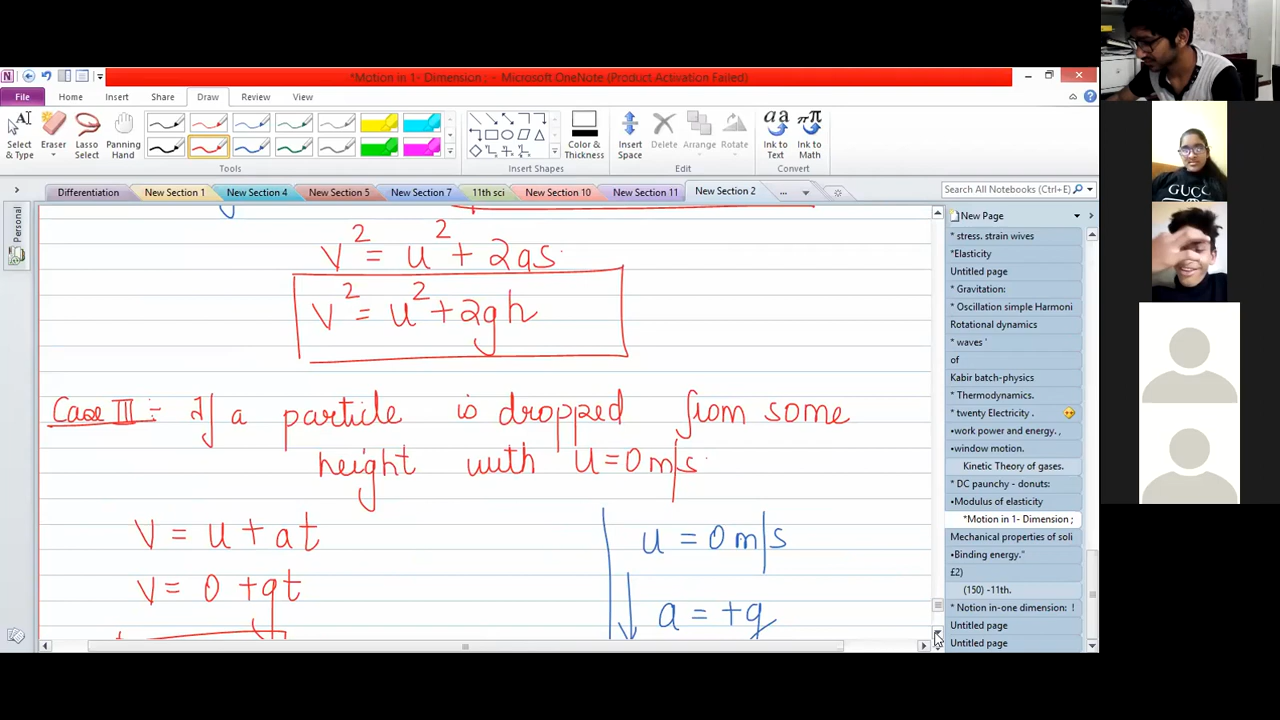 *Motion in 1- Dimension ; - Microsoft OneNote (Product Activation Failed)
File Home Insert Share Draw Review View
Select & Type
Eraser
Lasso Select
Panning Hand
Color & Thickness
Insert Space
Delete
Arrange
Rotate
Ink to Text
Ink to Math
Tools
Insert Shapes
Edit
Convert
Differentiation New Section 1 New Section 4 New Section 5 New Section 7 11th sci New Section 10 New Section 11 New Section 2 ...
Search All Notebooks (Ctrl+E)
Personal
V² = u² + 2as
V² = u² + 2gh
Case III :- If a particle is dropped from some
height with u=0m/s.
V = u + at
V = 0 + gt
u = 0m/s
a = +g
New Page
* stress. strain wives
*Elasticity
Untitled page
* Gravitation:
* Oscillation simple Harmoni
Rotational dynamics
* waves '
of
Kabir batch-physics
* Thermodynamics.
* twenty Electricity .
•work power and energy. ,
•window motion.
Kinetic Theory of gases.
* DC paunchy - donuts:
•Modulus of elasticity
*Motion in 1- Dimension ;
Mechanical properties of soli
•Binding energy."
£2)
(150) -11th.
* Notion in-one dimension: !
Untitled page
Untitled page
GUCC